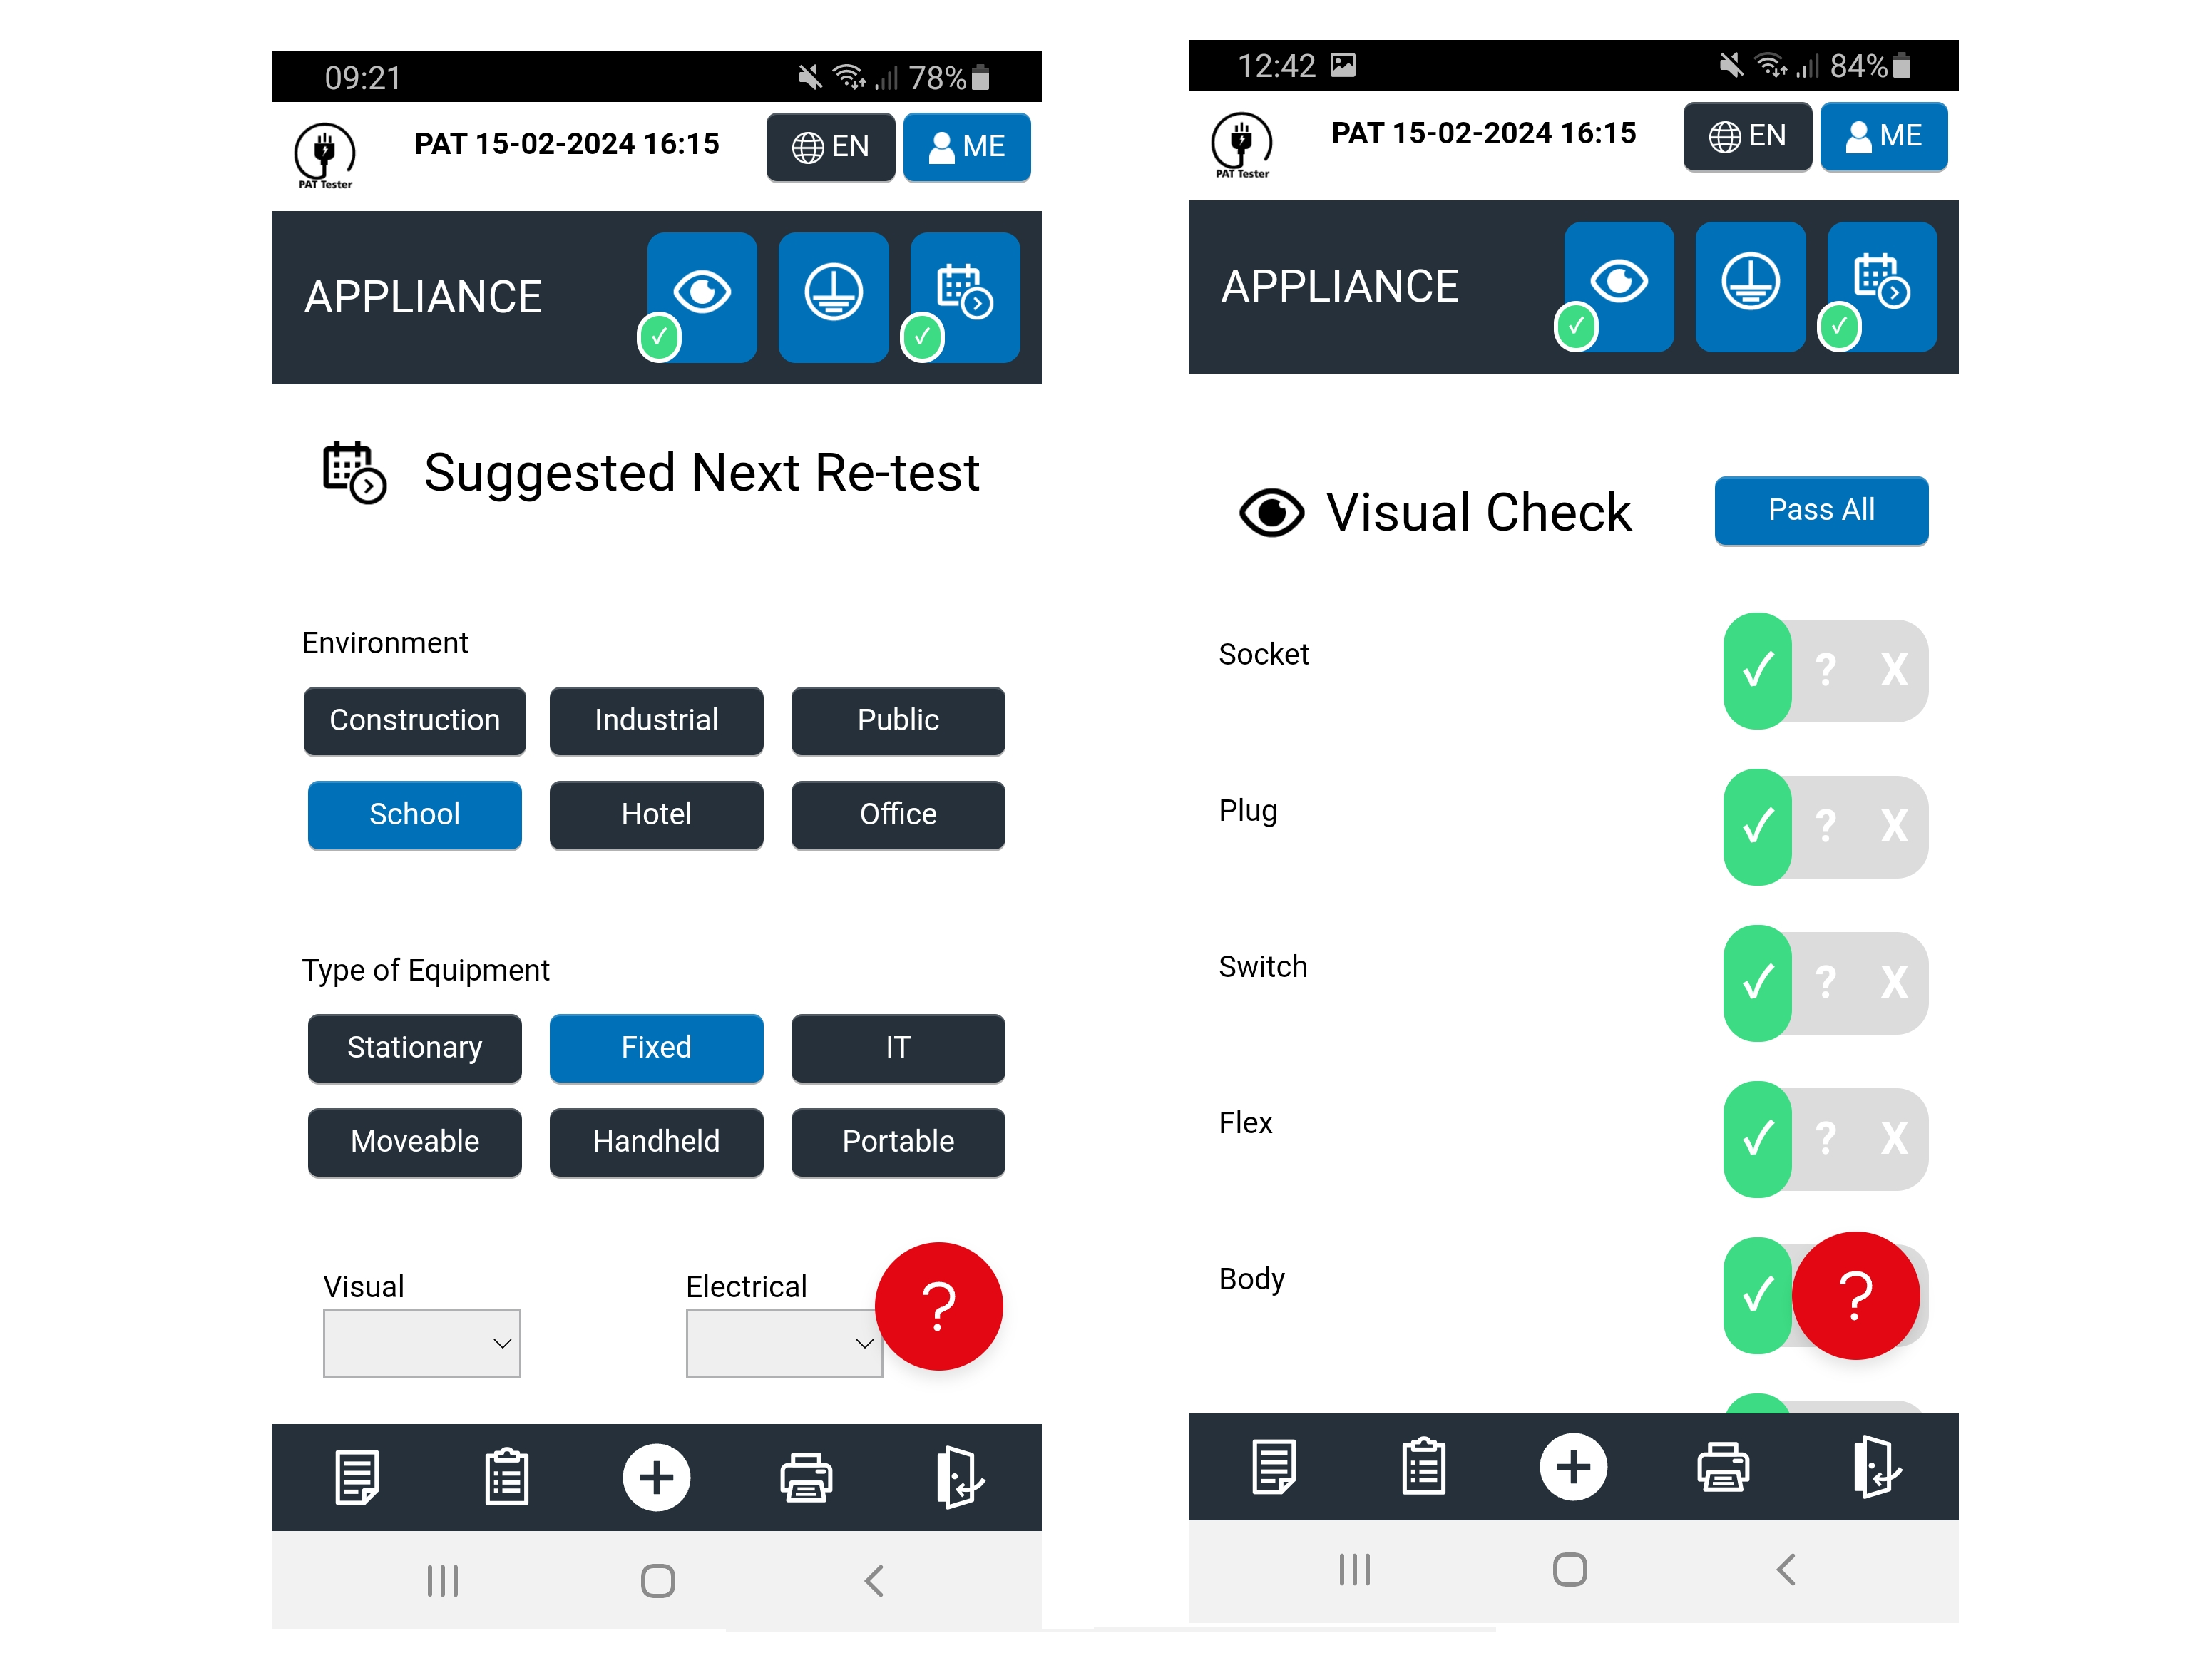 09:21
78%
PAT Tester
PAT 15-02-2024 16:15
EN
ME
APPLIANCE
Suggested Next Re-test
Environment
Construction
Industrial
Public
School
Hotel
Office
Type of Equipment
Stationary
Fixed
IT
Moveable
Handheld
Portable
Visual
Electrical
?
12:42
84%
PAT Tester
PAT 15-02-2024 16:15
EN
ME
APPLIANCE
Visual Check
Pass All
Socket
? X
Plug
? X
Switch
? X
Flex
? X
Body
?